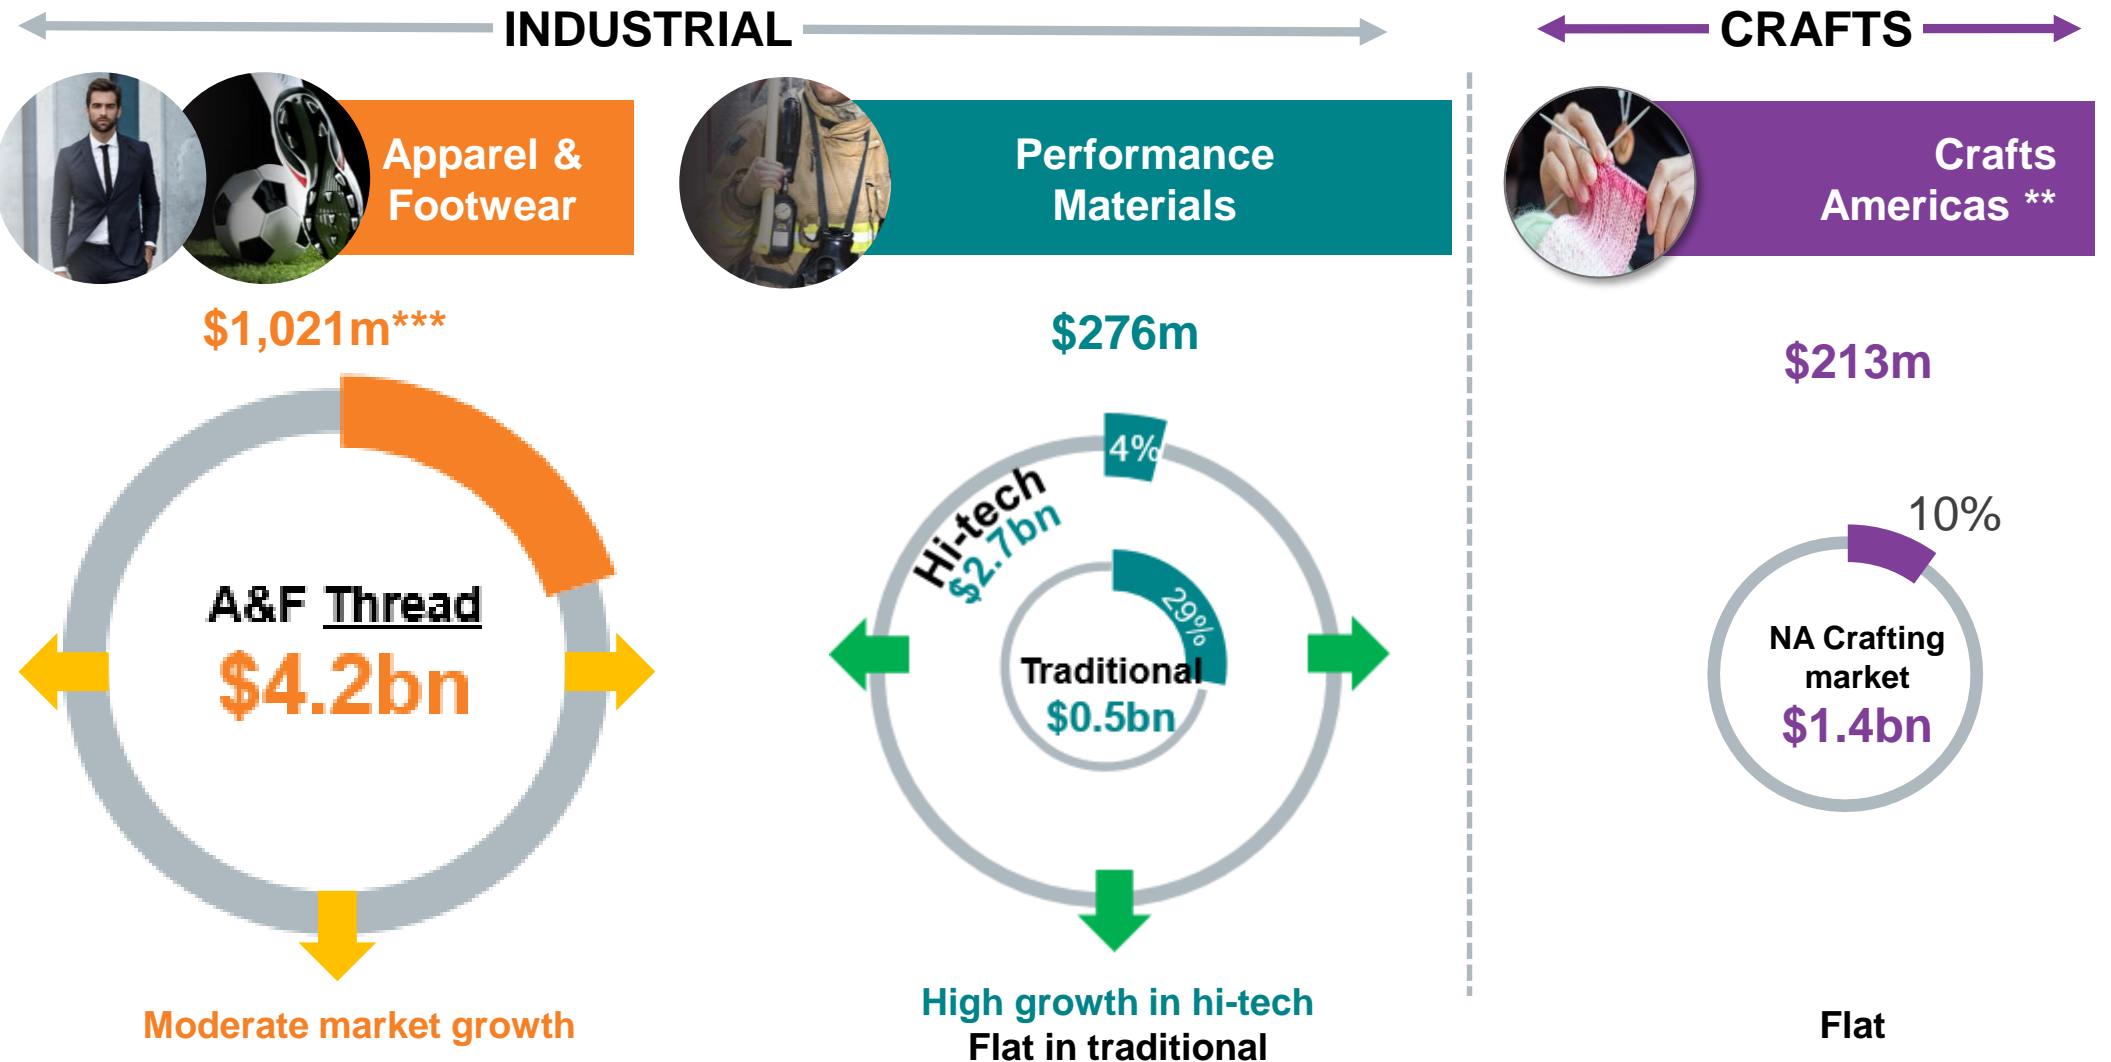 INDUSTRIAL
CRAFTS
Apparel &
Footwear
Performance
Materials
Crafts
Americas **
$1,021m***
$276m
$213m
A&F Thread
$4.2bn
4%
Hi-tech
$2.7bn
29%
Traditional
$0.5bn
10%
NA Crafting
market
$1.4bn
Moderate market growth
High growth in hi-tech
Flat in traditional
Flat